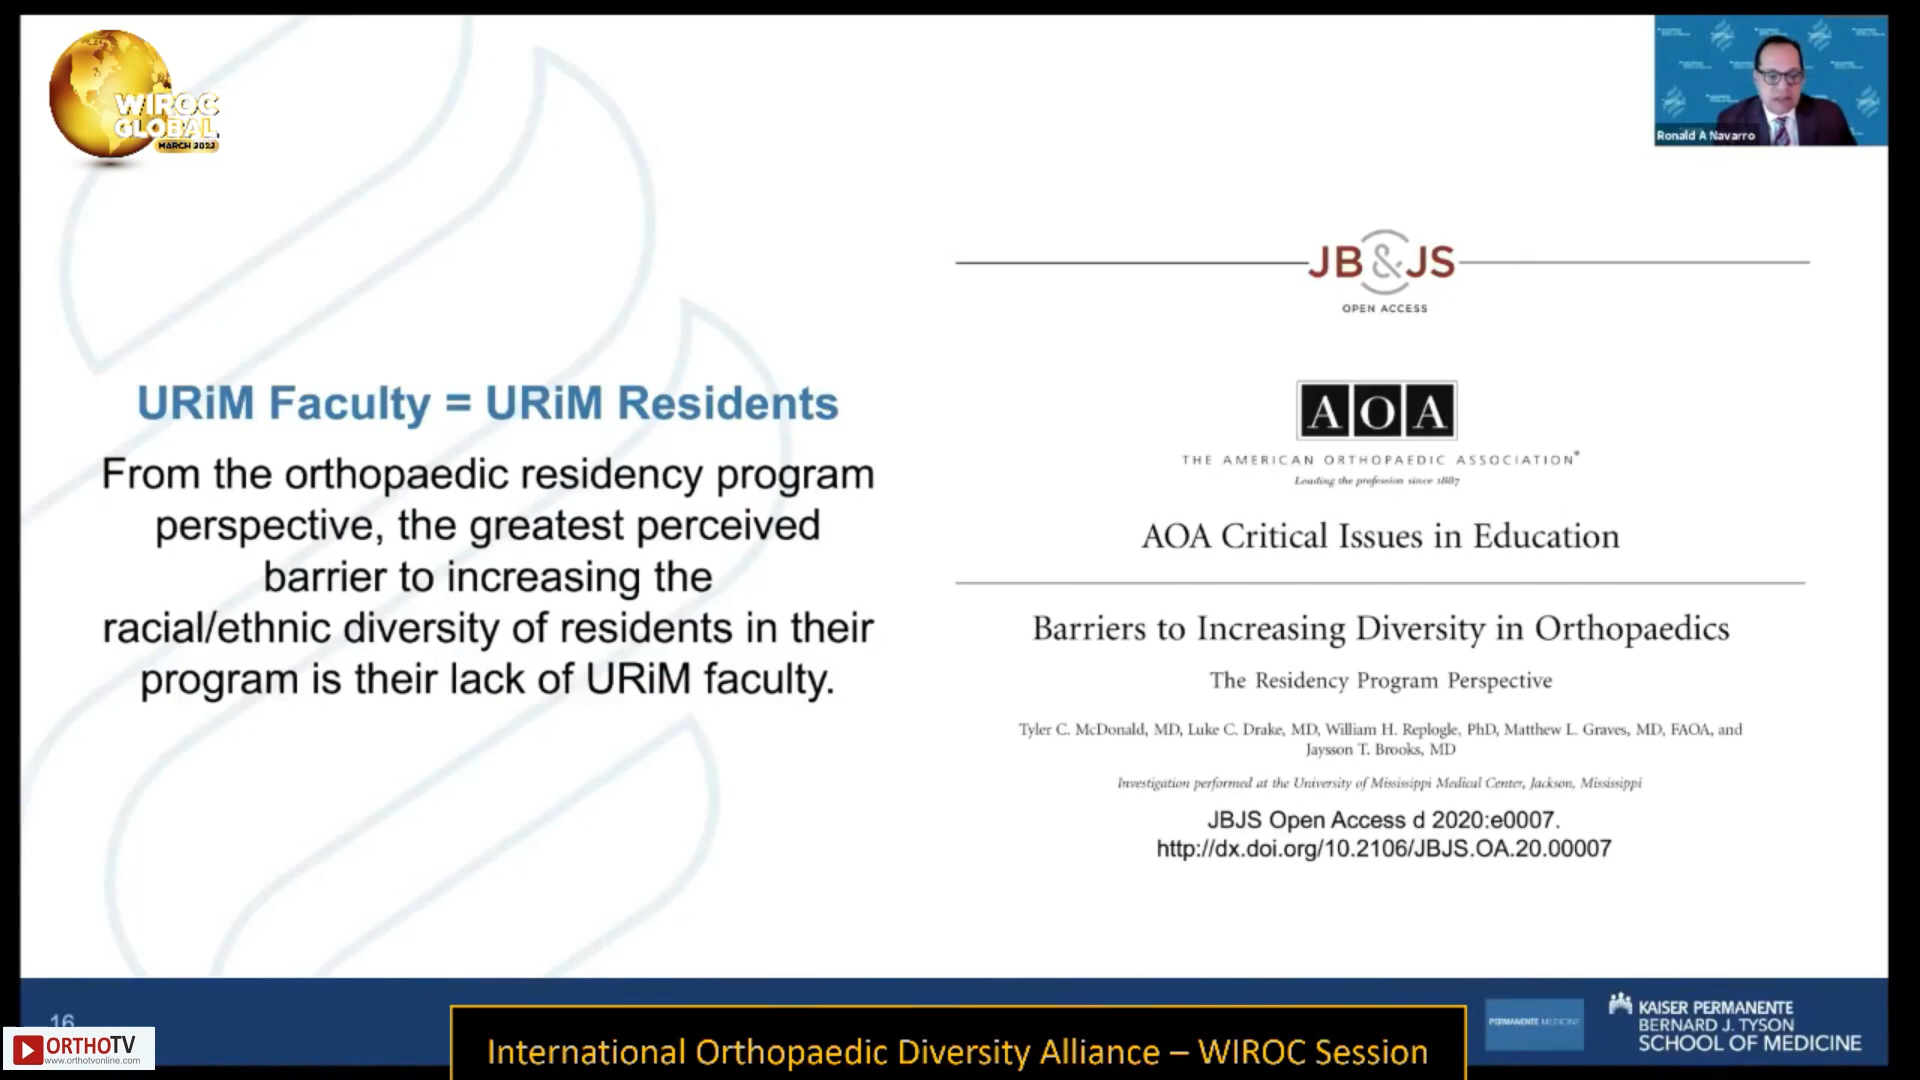 WIROC
GLOBAL
MARCH 2023
Ronald A Navarro
URiM Faculty = URiM Residents
From the orthopaedic residency program
perspective, the greatest perceived
barrier to increasing the
racial/ethnic diversity of residents in their
program is their lack of URiM faculty.
JB&JS
OPEN ACCESS
AOA
THE AMERICAN ORTHOPAEDIC ASSOCIATION®
Leading the profession since 1887
AOA Critical Issues in Education
Barriers to Increasing Diversity in Orthopaedics
The Residency Program Perspective
Tyler C. McDonald, MD, Luke C. Drake, MD, William H. Replogle, PhD, Matthew L. Graves, MD, FAOA, and
Jaysson T. Brooks, MD
Investigation performed at the University of Mississippi Medical Center, Jackson, Mississippi
JBJS Open Access d 2020:e0007.
http://dx.doi.org/10.2106/JBJS.OA.20.00007
16
ORTHOTV
www.orthotvonline.com
International Orthopaedic Diversity Alliance – WIROC Session
PERMANENTE MEDICINE
KAISER PERMANENTE
BERNARD J. TYSON
SCHOOL OF MEDICINE